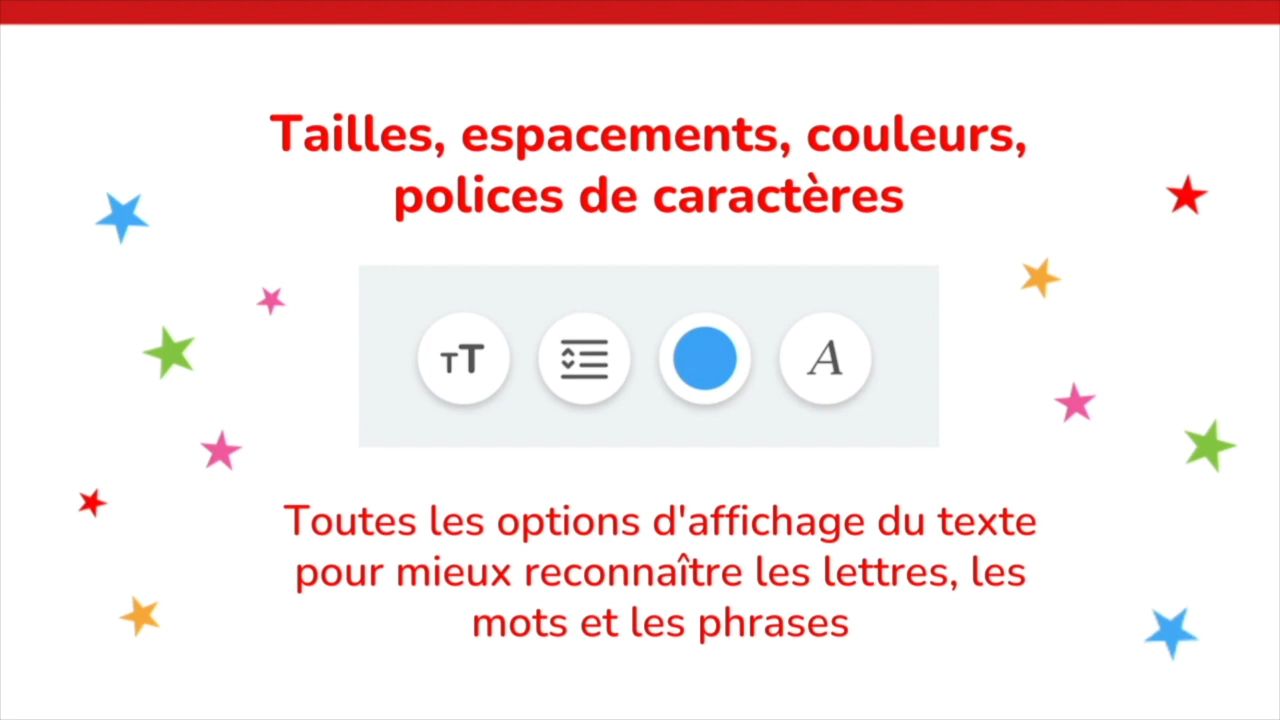 Tailles, espacements, couleurs,
polices de caractères
TT A
Toutes les options d'affichage du texte
pour mieux reconnaître les lettres, les
mots et les phrases